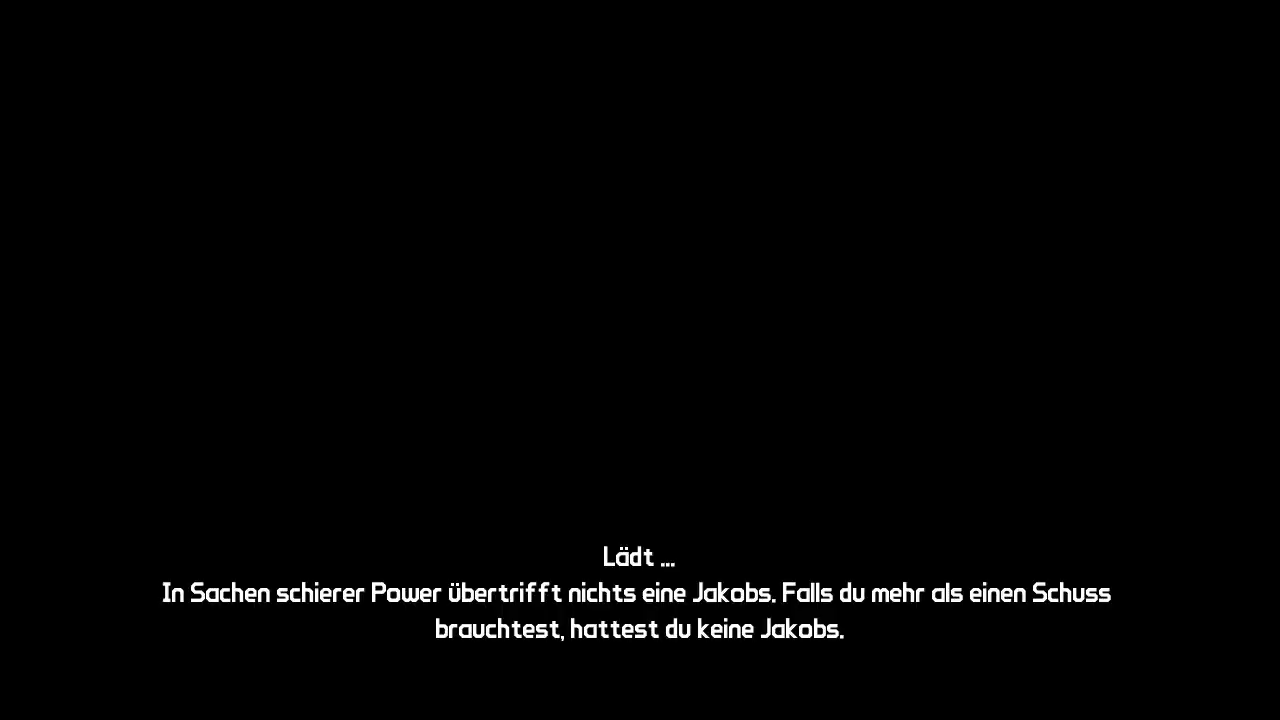 Lädt ...
In Sachen schierer Power übertrifft nichts eine Jakobs. Falls du mehr als einen Schuss
brauchtest, hattest du keine Jakobs.